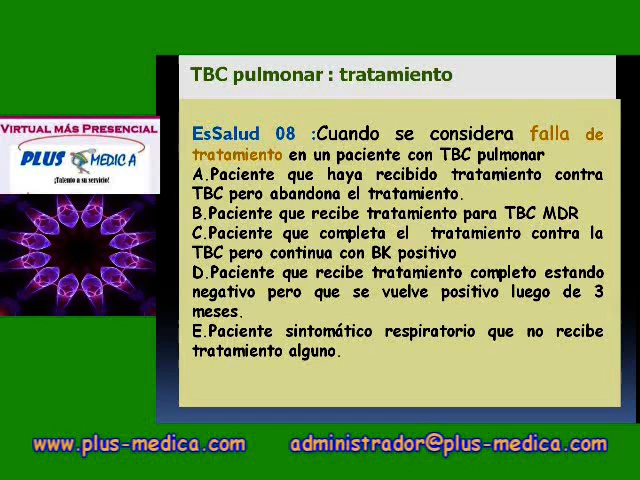 TBC pulmonar : tratamiento
VIRTUAL MÁS PRESENCIAL
PLUS MEDICA
¡Talento a su servicio!
EsSalud 08 :Cuando se considera falla de
tratamiento en un paciente con TBC pulmonar
A.Paciente que haya recibido tratamiento contra
TBC pero abandona el tratamiento.
B.Paciente que recibe tratamiento para TBC MDR
C.Paciente que completa el tratamiento contra la
TBC pero continua con BK positivo
D.Paciente que recibe tratamiento completo estando
negativo pero que se vuelve positivo luego de 3
meses.
E.Paciente sintomático respiratorio que no recibe
tratamiento alguno.
www.plus-medica.com administrador@plus-medica.com